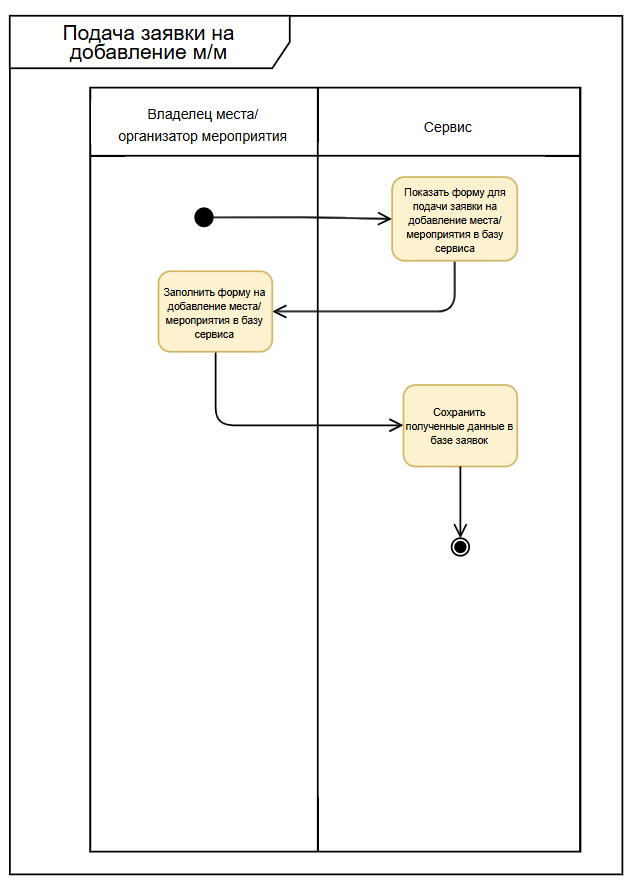 Подача заявки на
добавление м/м
Владелец места/
организатор мероприятия
Сервис
Показать форму для
подачи заявки на
добавление места/
мероприятия в базу
сервиса
Заполнить форму на
добавление места/
мероприятия в базу
сервиса
Сохранить
полученные данные в
базе заявок